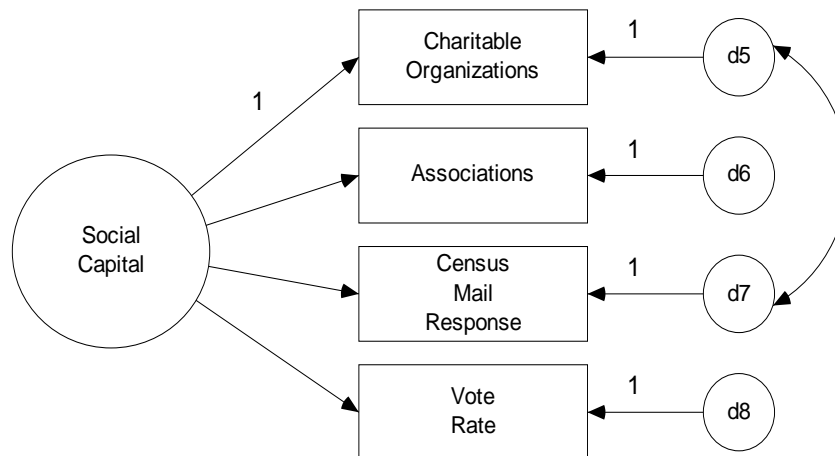 Charitable
Organizations
1
d5
1
Associations
1
d6
Social
Capital
Census
Mail
Response
1
d7
Vote
Rate
1
d8